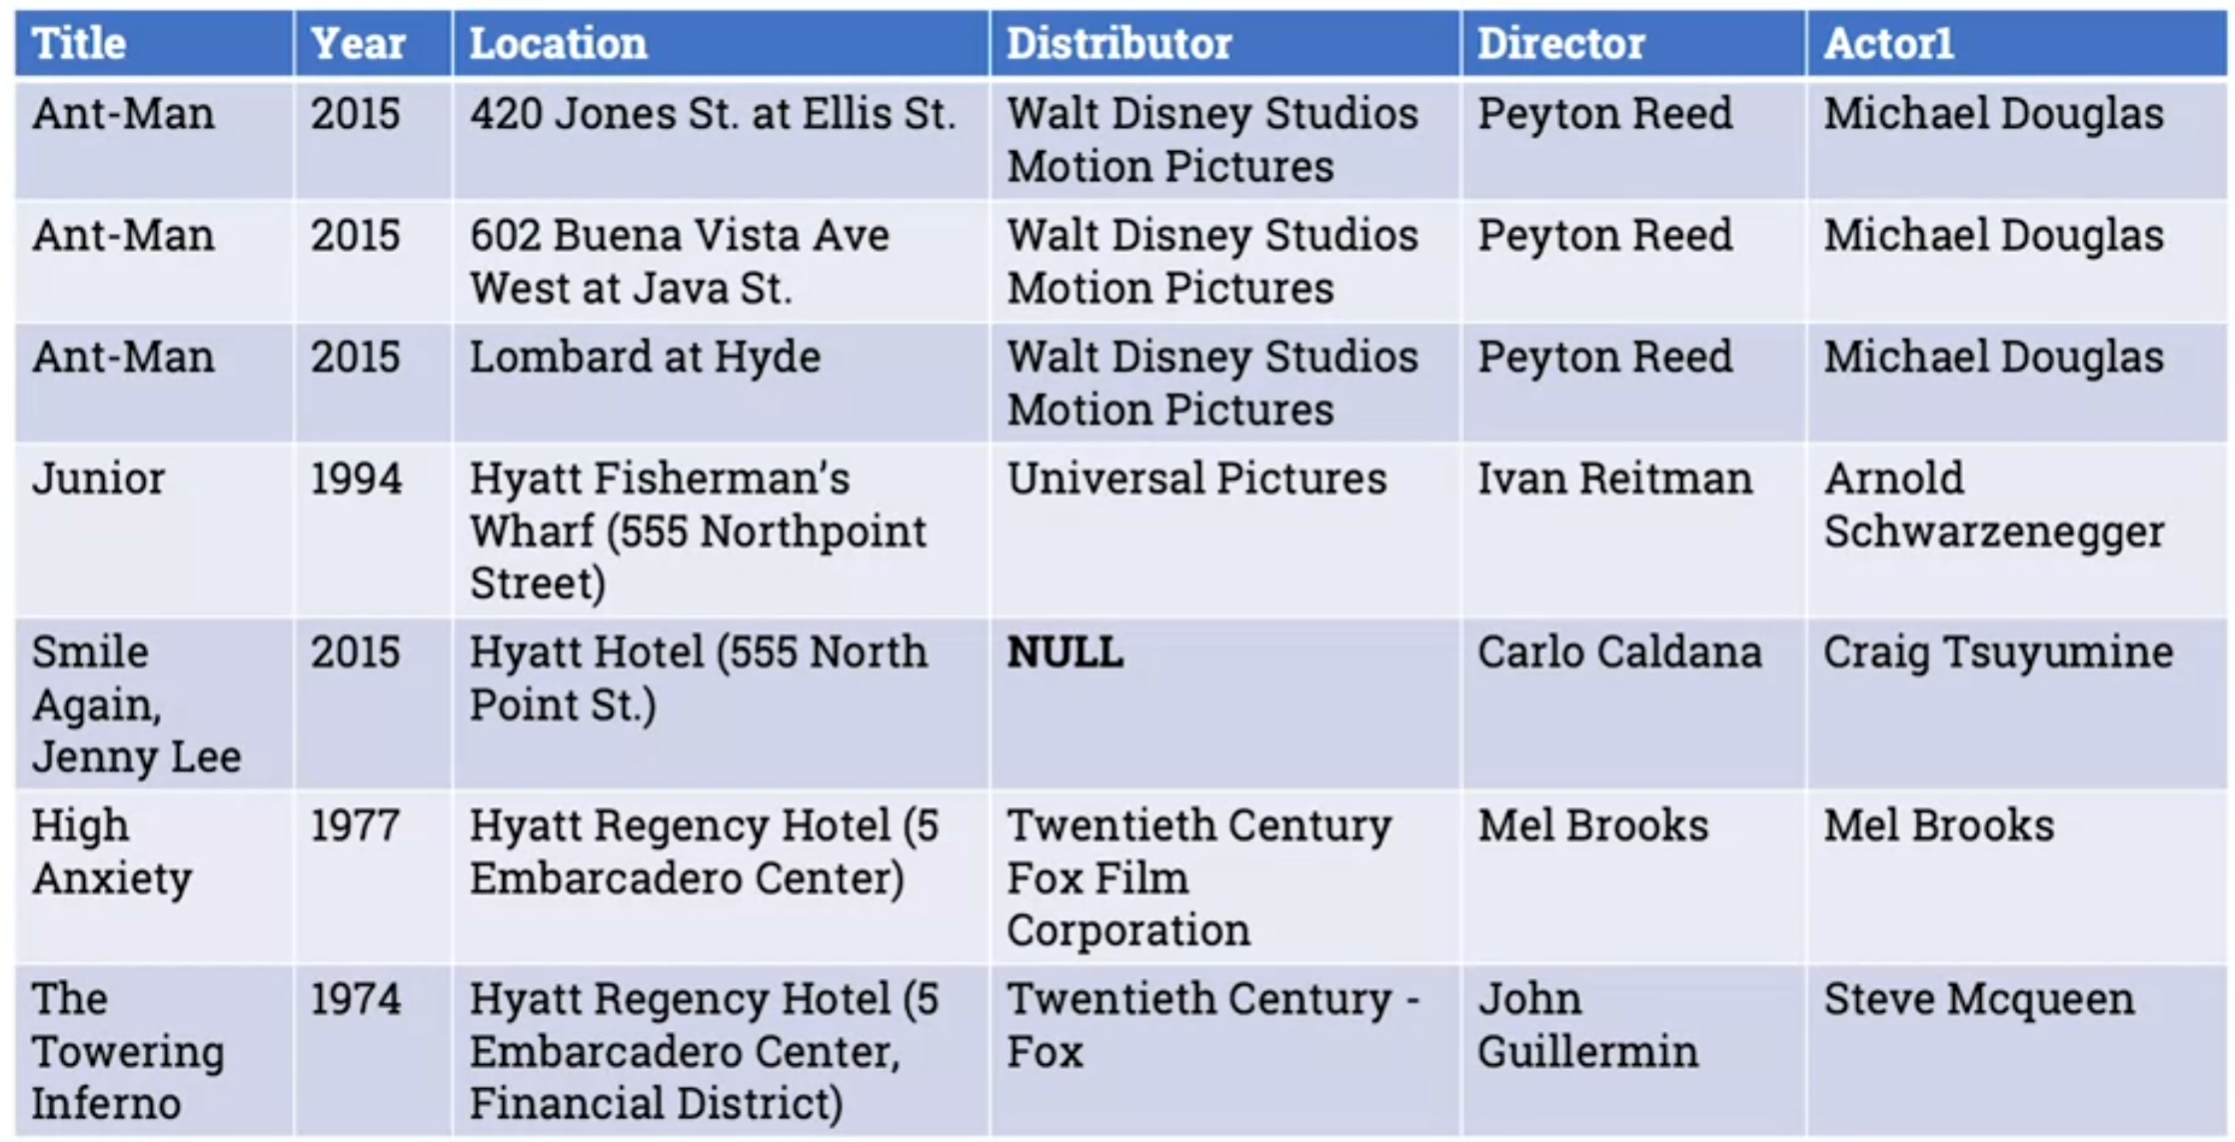 Title Year Location Distributor Director Actor1
Ant-Man 2015 420 Jones St. at Ellis St. Walt Disney Studios Peyton Reed Michael Douglas
Motion Pictures
Ant-Man 2015 602 Buena Vista Ave Walt Disney Studios Peyton Reed Michael Douglas
West at Java St. Motion Pictures
Ant-Man 2015 Lombard at Hyde Walt Disney Studios Peyton Reed Michael Douglas
Motion Pictures
Junior 1994 Hyatt Fisherman's Universal Pictures Ivan Reitman Arnold
Wharf (555 Northpoint Schwarzenegger
Street)
Smile 2015 Hyatt Hotel (555 North NULL Carlo Caldana Craig Tsuyumine
Again, Point St.)
Jenny Lee
High 1977 Hyatt Regency Hotel (5 Twentieth Century Mel Brooks Mel Brooks
Anxiety Embarcadero Center) Fox Film
Corporation
The 1974 Hyatt Regency Hotel (5 Twentieth Century - John Steve Mcqueen
Towering Embarcadero Center, Fox Guillermin
Inferno Financial District)